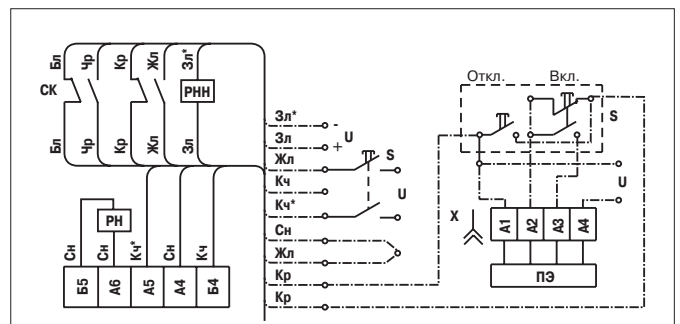 Бл
Чр
Кр
Жл
Зл*
СК
РНН
Бл
Чр
Кр
Жл
Зл
Зл* -
Зл + U
Жл S
Кч
Кч* U
Сн
Жл
Кр
Кр
РН
Сн
Сн
Кч*
Сн
Кч
Б5
А6
А5
А4
Б4
Откл. Вкл.
S
U
X
А1
А2
А3
А4
ПЭ